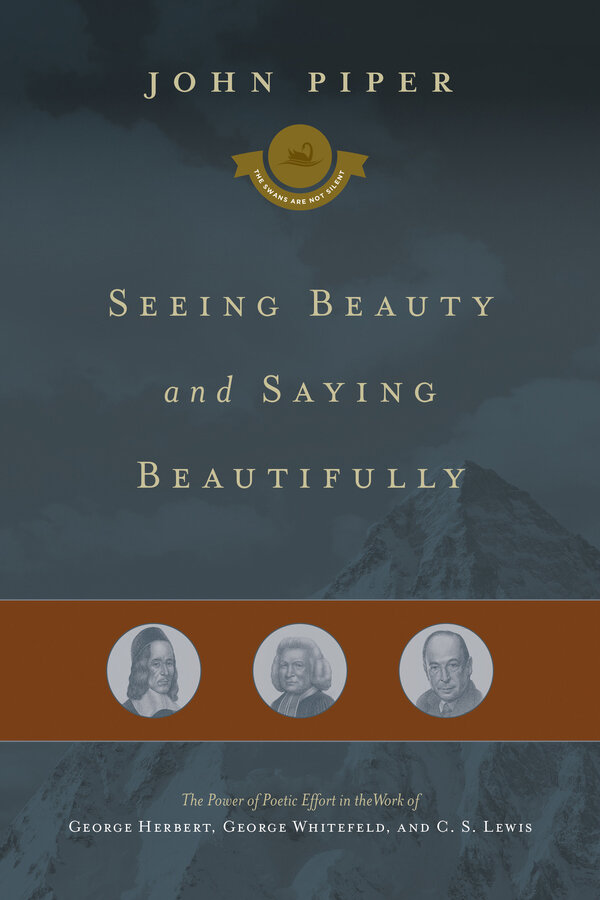 JOHN PIPER
THE SWANS ARE NOT SILENT
SEEING BEAUTY
and SAYING
BEAUTIFULLY
The Power of Poetic Effort in the Work of
GEORGE HERBERT, GEORGE WHITEFELD, AND C. S. LEWIS